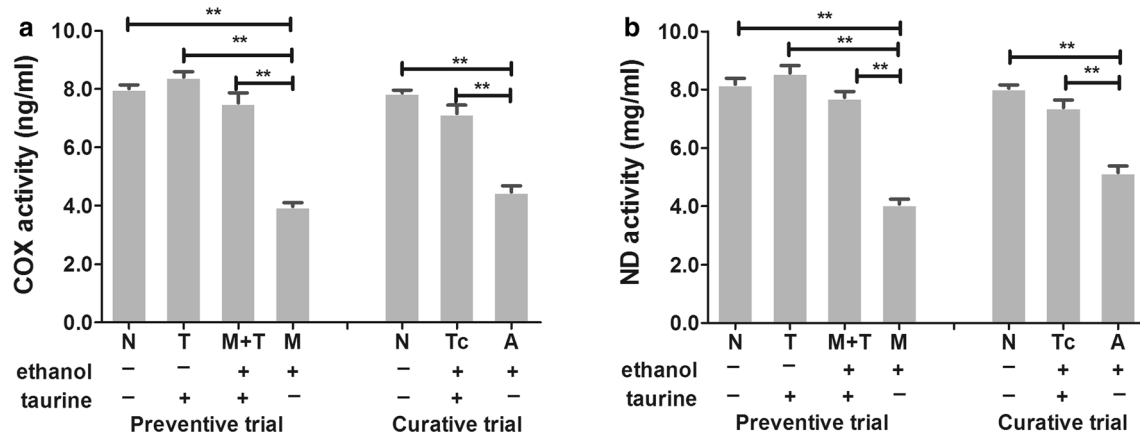 a
**
10.0
**
**
**
**
8.0
6.0
4.0
2.0
0.0
COX activity (ng/ml)
N T M+T M N Tc A
ethanol − − + + − + +
taurine − + + − − + −
Preventive trial Curative trial
b
**
10.0
**
**
**
**
8.0
6.0
4.0
2.0
0.0
ND activity (mg/ml)
N T M+T M N Tc A
ethanol − − + + − + +
taurine − + + − − + −
Preventive trial Curative trial